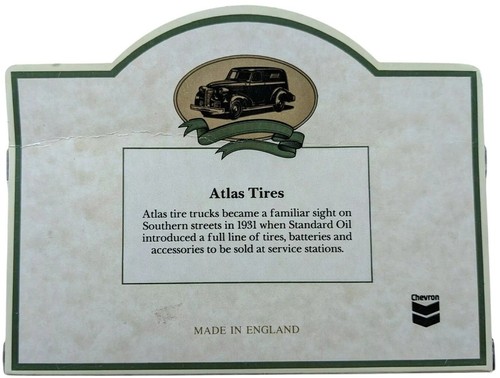 Atlas Tires
Atlas tire trucks became a familiar sight on
Southern streets in 1931 when Standard Oil
introduced a full line of tires, batteries and
accessories to be sold at service stations.
Chevron
MADE IN ENGLAND